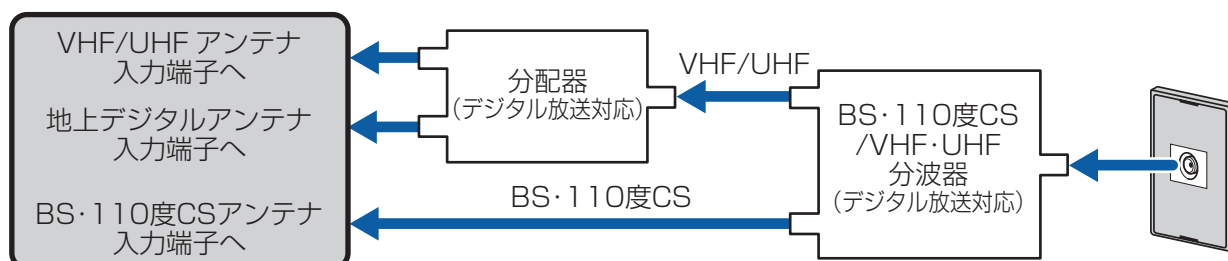 VHF/UHF アンテナ
入力端子へ
地上デジタルアンテナ
入力端子へ
BS・110度CSアンテナ
入力端子へ
分配器
(デジタル放送対応)
VHF/UHF
BS・110度CS
BS・110度CS
/VHF・UHF
分波器
(デジタル放送対応)